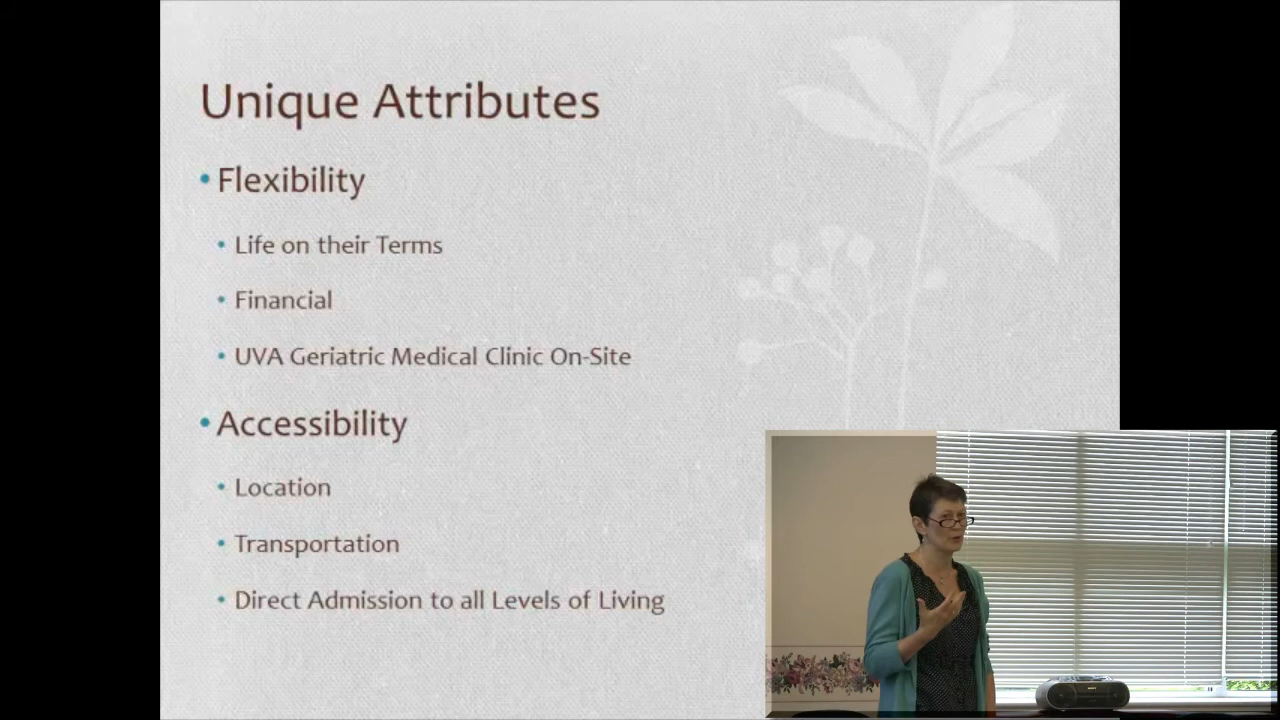 Unique Attributes
• Flexibility
• Life on their Terms
• Financial
• UVA Geriatric Medical Clinic On-Site
• Accessibility
• Location
• Transportation
• Direct Admission to all Levels of Living